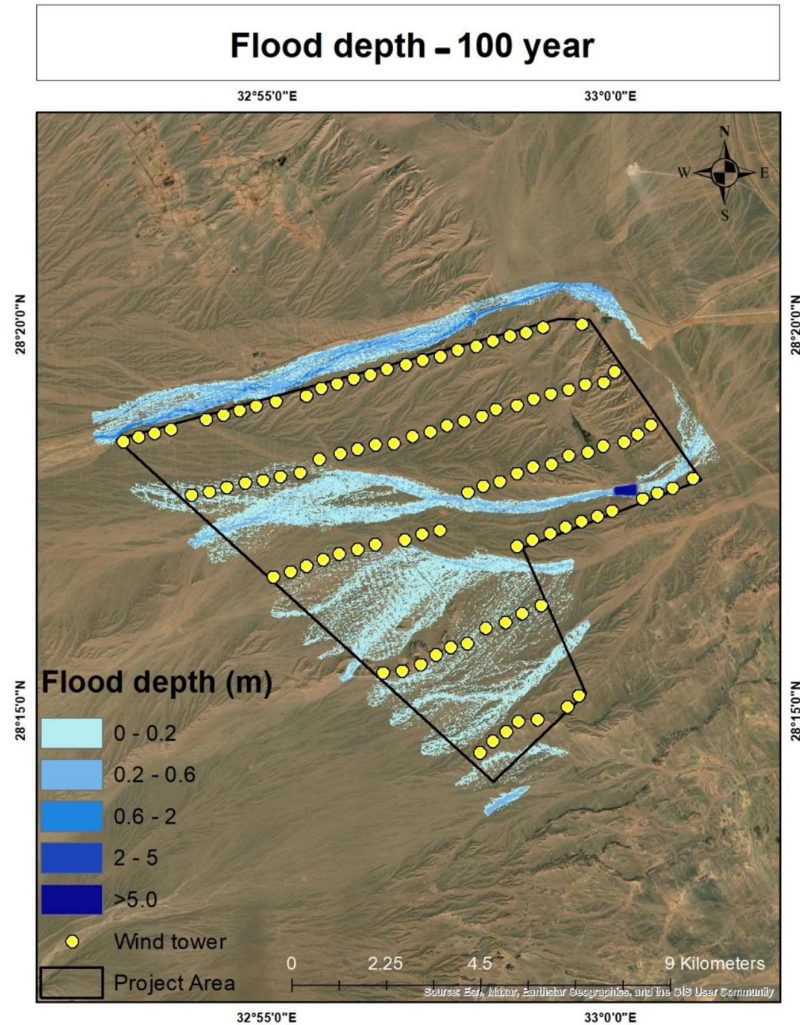 Flood depth - 100 year
32°55'0"E 33°0'0"E
N
W E
S
28°20'0"N 28°20'0"N
28°15'0"N 28°15'0"N
Flood depth (m)
0 - 0.2
0.2 - 0.6
0.6 - 2
2 - 5
>5.0
Wind tower
Project Area
0 2.25 4.5 9 Kilometers
Source: Esri, Maxar, Earthstar Geographics, and the GIS User Community
32°55'0"E 33°0'0"E